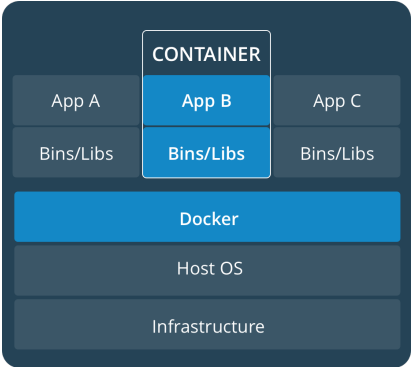 CONTAINER
App A App B App C
Bins/Libs Bins/Libs Bins/Libs
Docker
Host OS
Infrastructure